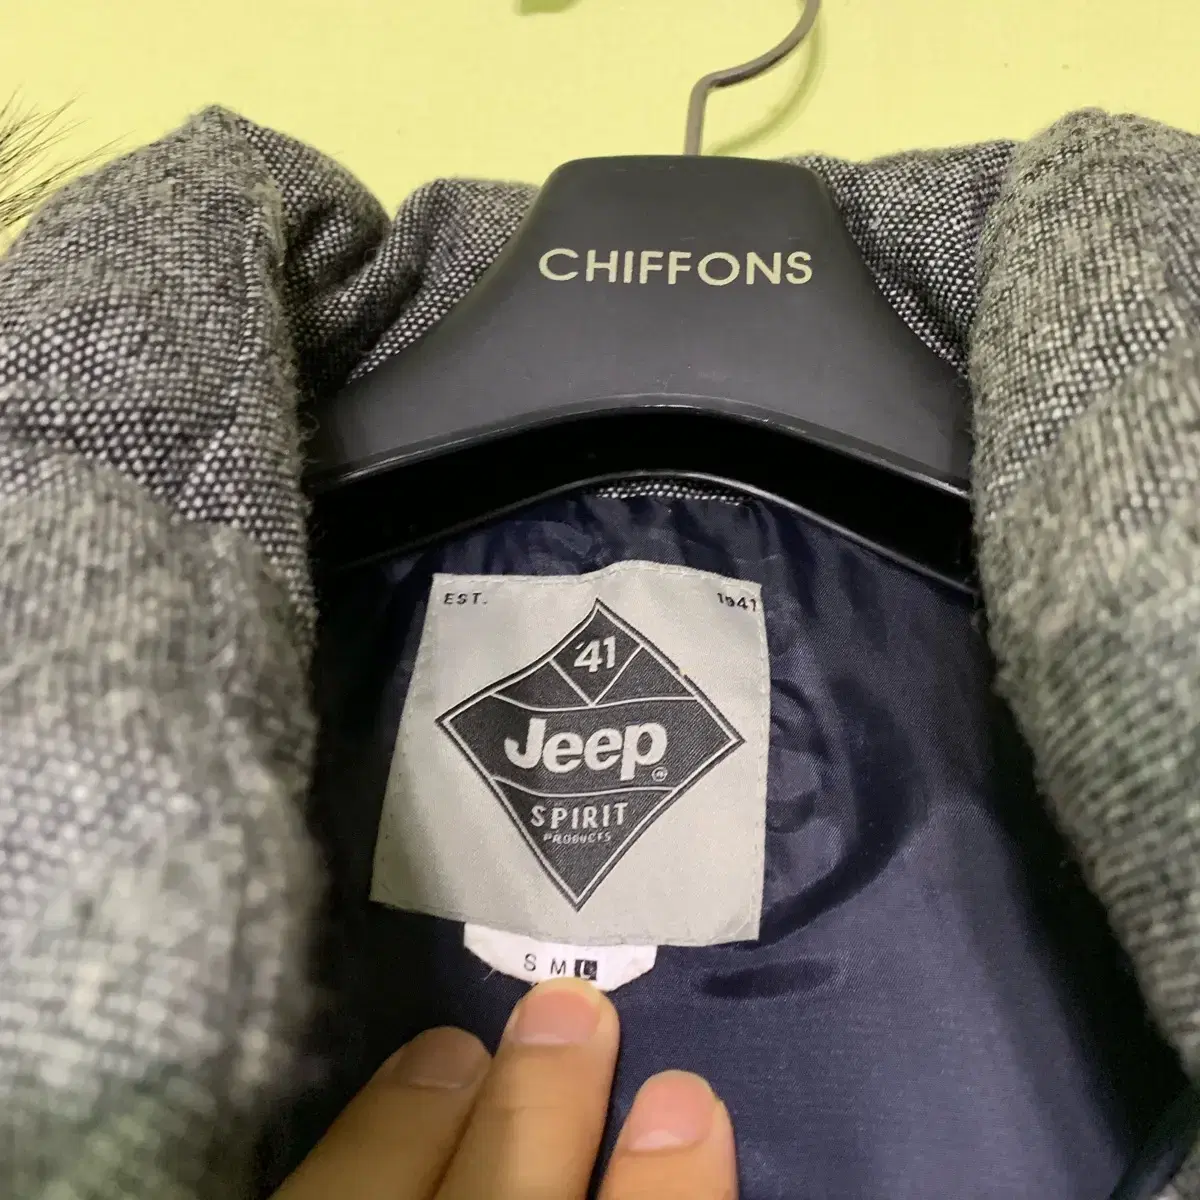 CHIFFONS
EST. 1941
'41
Jeep®
SPIRIT
PRODUCTS
S M L